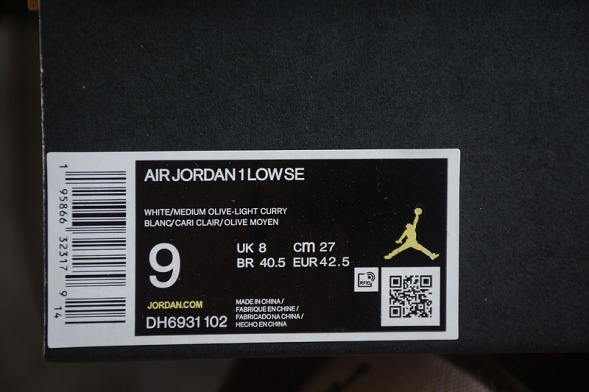 AIR JORDAN 1 LOW SE
WHITE/MEDIUM OLIVE-LIGHT CURRY
BLANC/CARI CLAIR/OLIVE MOYEN
9
UK 8 cm 27
BR 40.5 EUR 42.5
RFID
JORDAN.COM
DH6931 102
MADE IN CHINA /
FABRIQUE EN CHINE /
FABRICADO NA CHINA /
HECHO EN CHINA
1 95866 32317 9 14